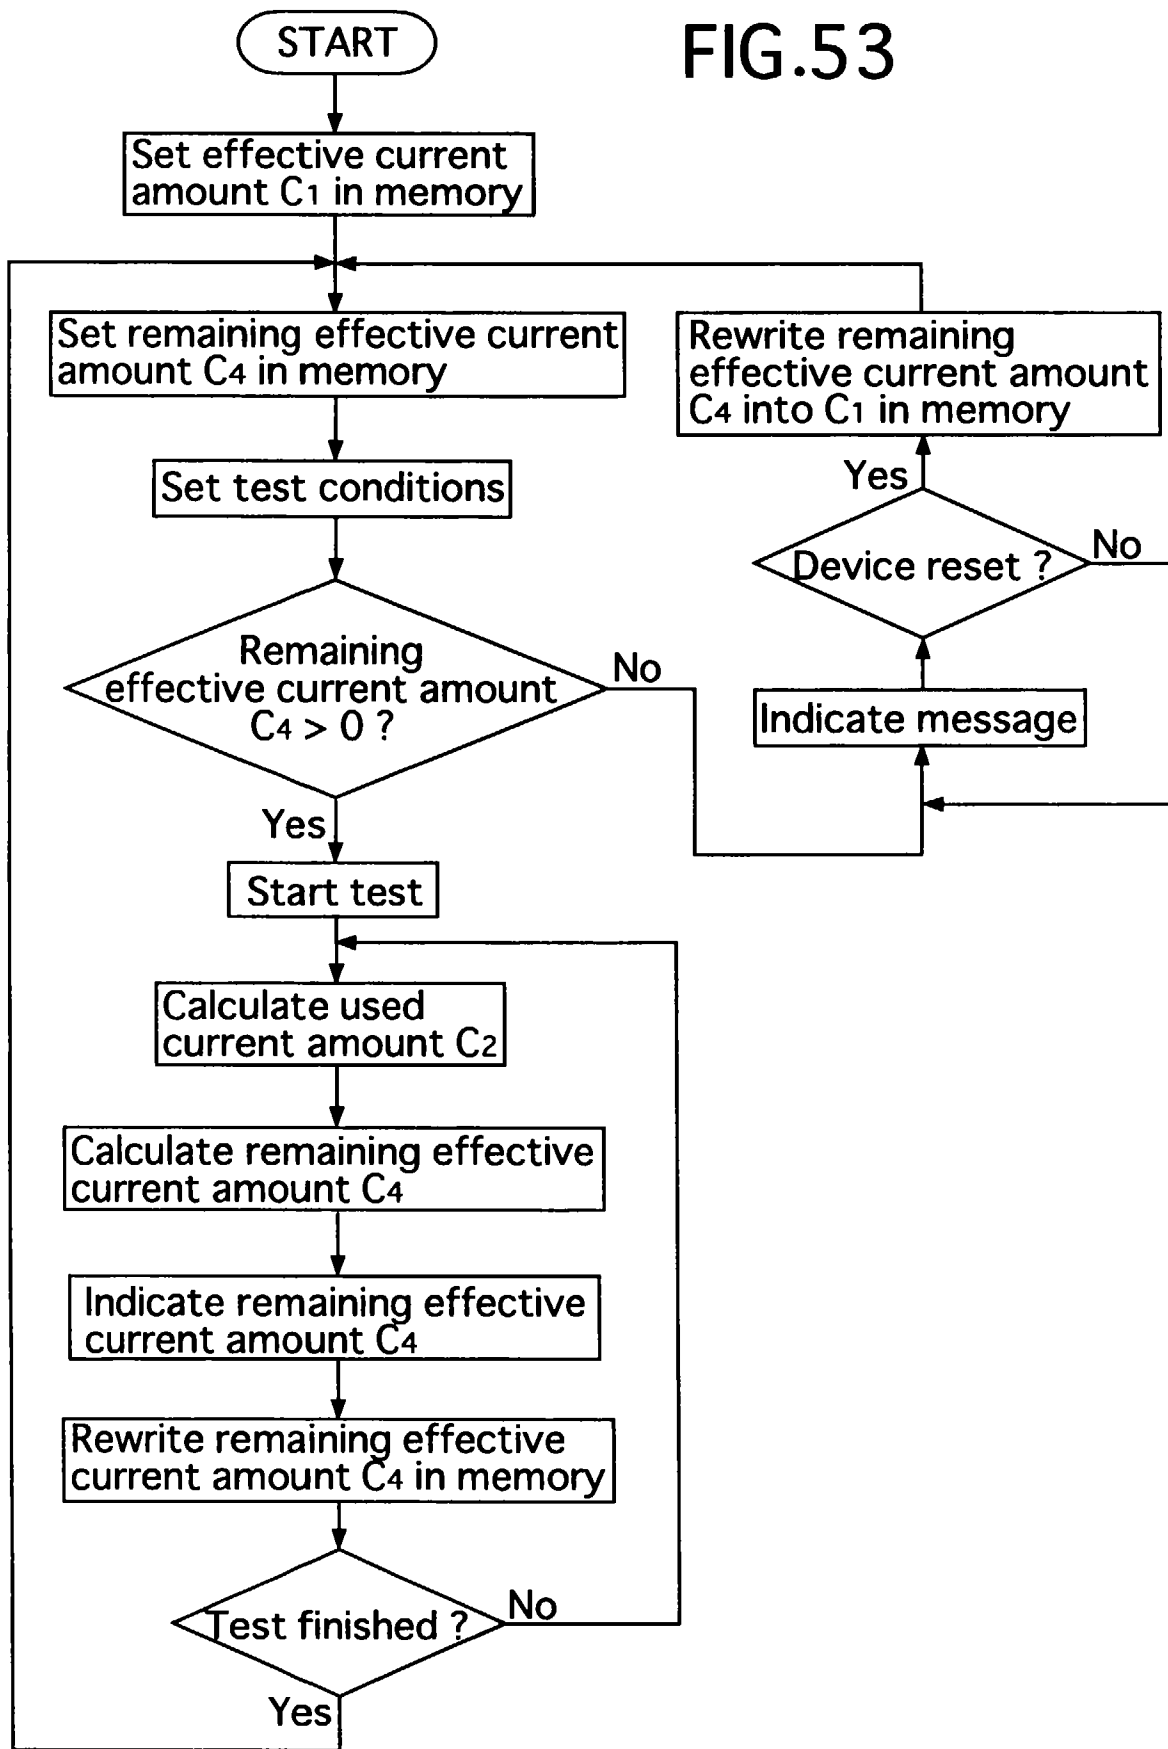 FIG.53
START
Set effective current
amount C1 in memory
Set remaining effective current
amount C4 in memory
Set test conditions
Remaining
effective current amount
C4 > 0 ?
No
Yes
Start test
Calculate used
current amount C2
Calculate remaining effective
current amount C4
Indicate remaining effective
current amount C4
Rewrite remaining effective
current amount C4 in memory
Test finished ?
No
Yes
Rewrite remaining
effective current amount
C4 into C1 in memory
Yes
Device reset ?
No
Indicate message